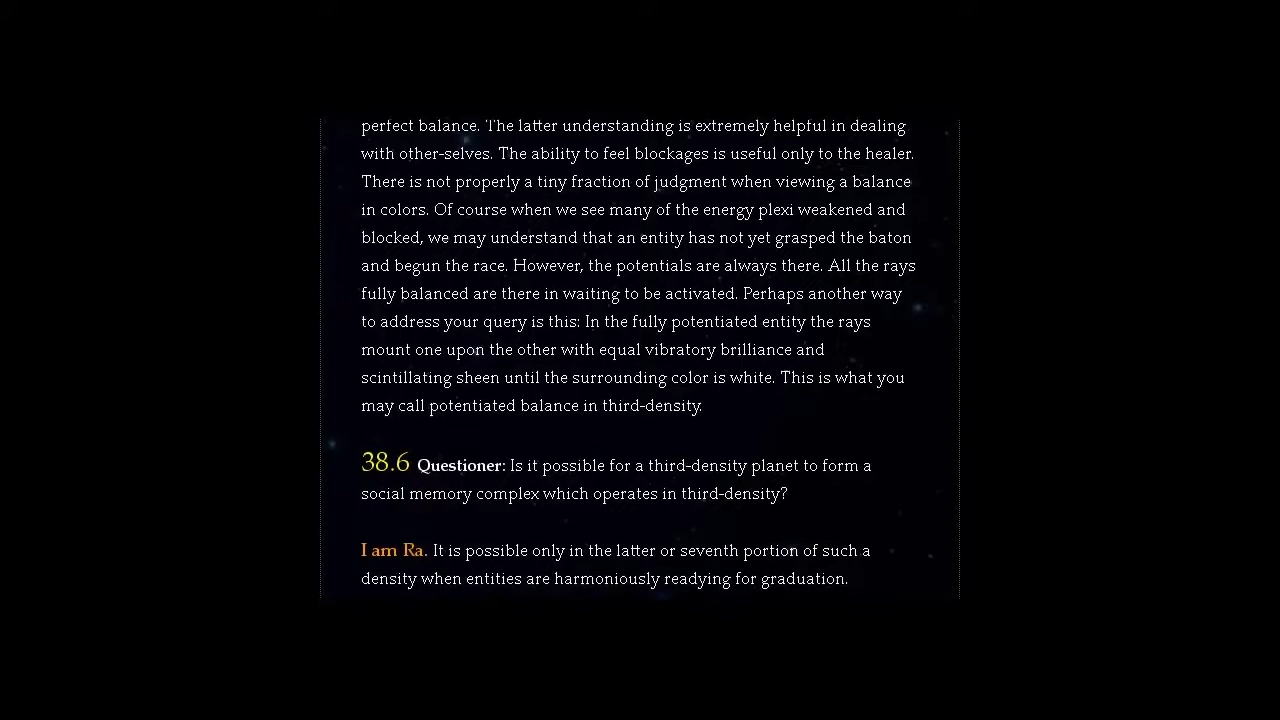 perfect balance. The latter understanding is extremely helpful in dealing
with other-selves. The ability to feel blockages is useful only to the healer.
There is not properly a tiny fraction of judgment when viewing a balance
in colors. Of course when we see many of the energy plexi weakened and
blocked, we may understand that an entity has not yet grasped the baton
and begun the race. However, the potentials are always there. All the rays
fully balanced are there in waiting to be activated. Perhaps another way
to address your query is this: In the fully potentiated entity the rays
mount one upon the other with equal vibratory brilliance and
scintillating sheen until the surrounding color is white. This is what you
may call potentiated balance in third-density.
38.6 Questioner: Is it possible for a third-density planet to form a
social memory complex which operates in third-density?
I am Ra. It is possible only in the latter or seventh portion of such a
density when entities are harmoniously readying for graduation.